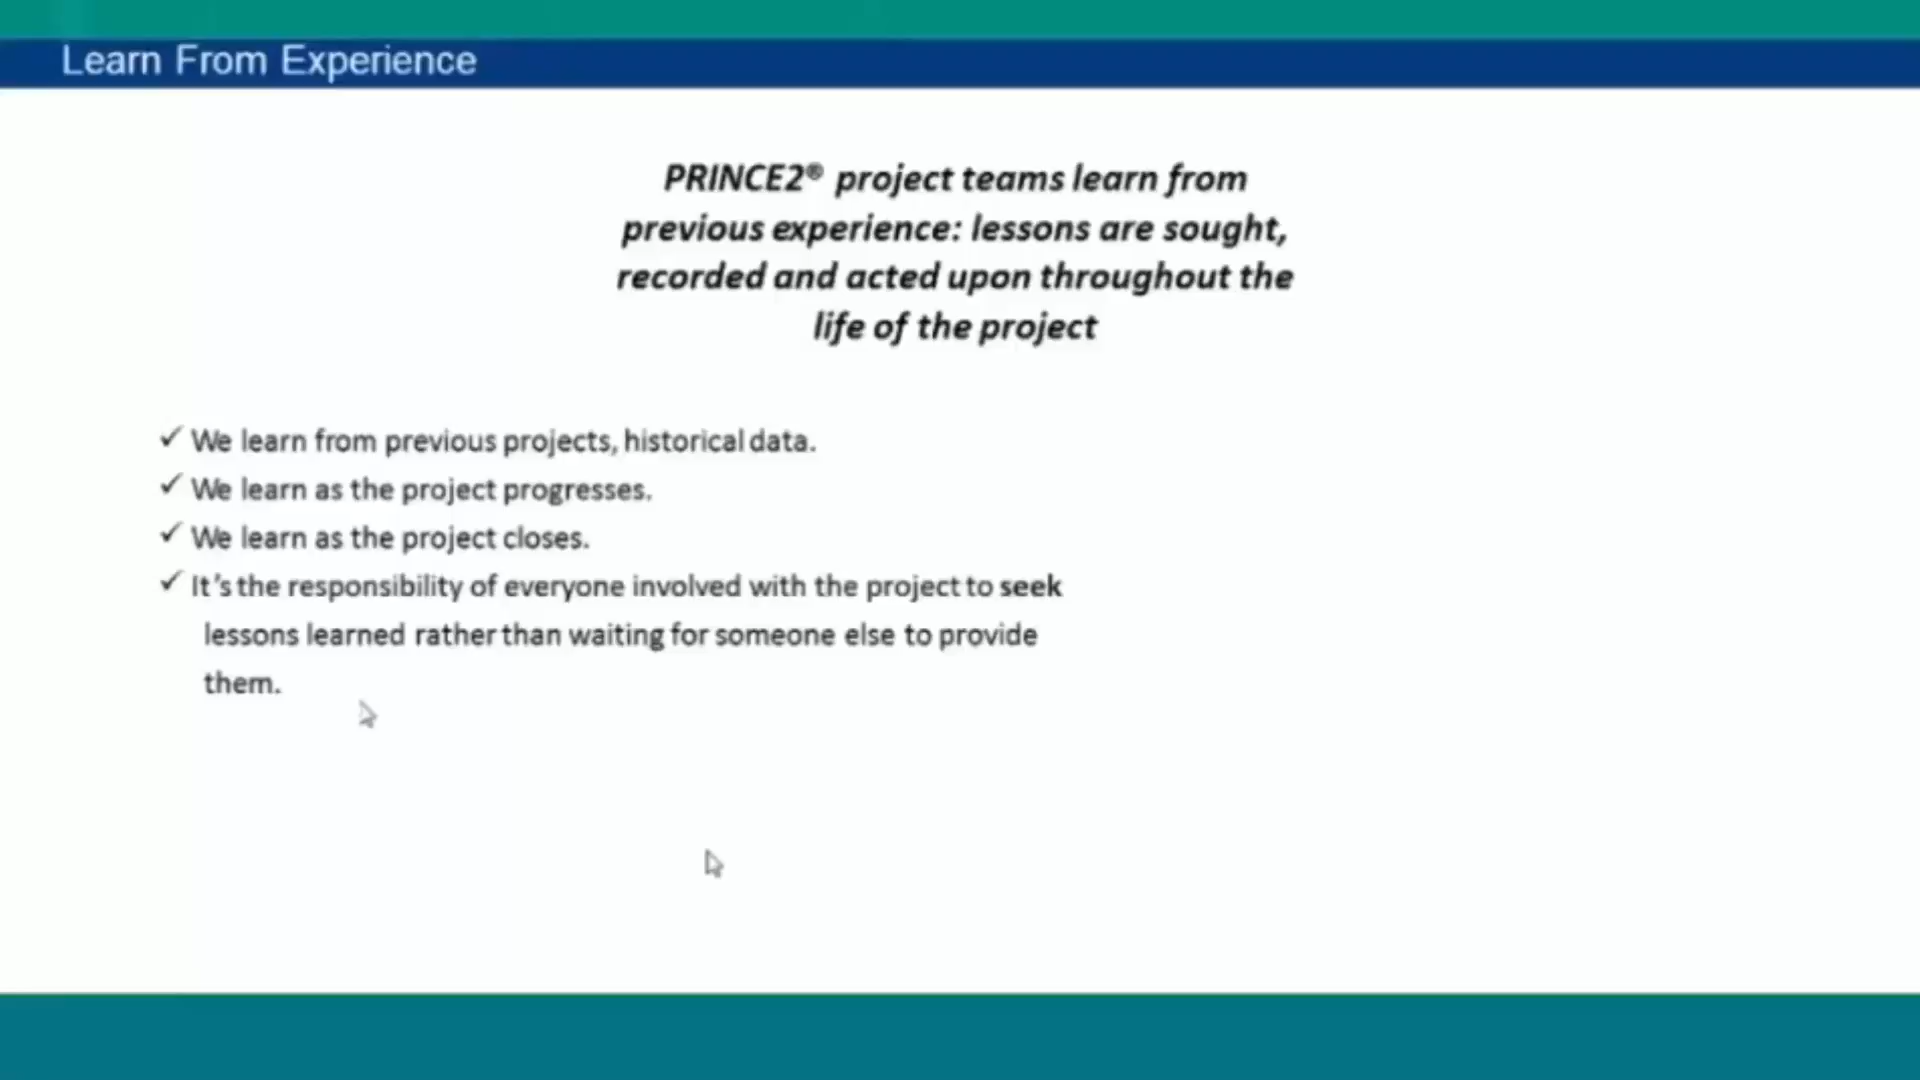 Learn From Experience
PRINCE2® project teams learn from
previous experience: lessons are sought,
recorded and acted upon throughout the
life of the project
✓ We learn from previous projects, historical data.
✓ We learn as the project progresses.
✓ We learn as the project closes.
✓ It's the responsibility of everyone involved with the project to seek
lessons learned rather than waiting for someone else to provide
them.